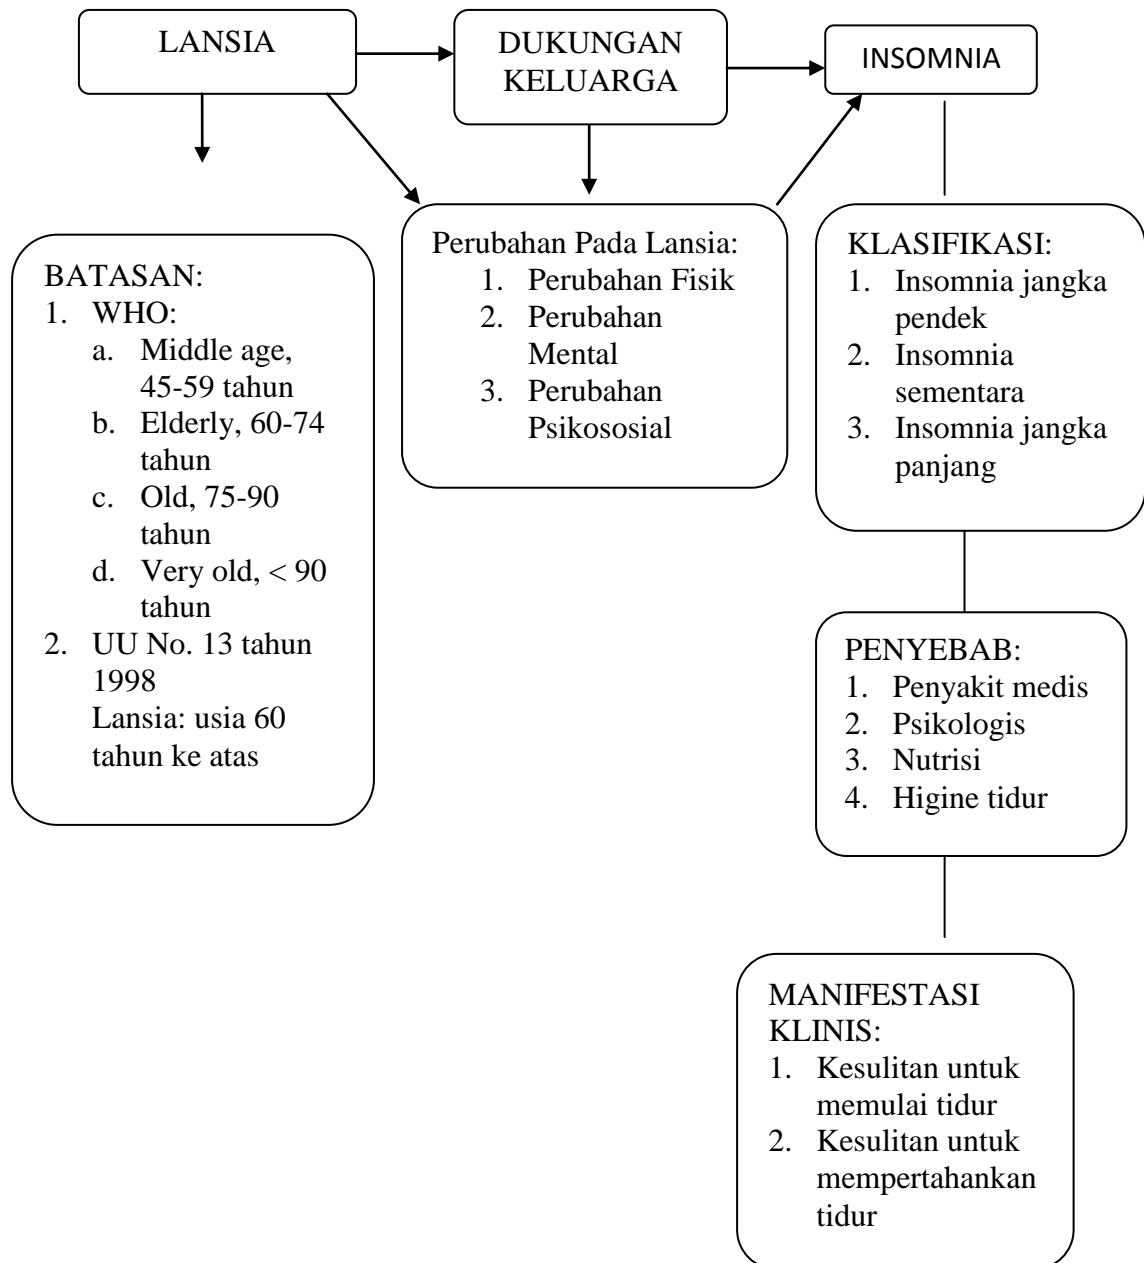 LANSIA
DUKUNGAN
KELUARGA
INSOMNIA
BATASAN:
1. WHO:
a. Middle age,
45-59 tahun
b. Elderly, 60-74
tahun
c. Old, 75-90
tahun
d. Very old, < 90
tahun
2. UU No. 13 tahun
1998
Lansia: usia 60
tahun ke atas
Perubahan Pada Lansia:
1. Perubahan Fisik
2. Perubahan
Mental
3. Perubahan
Psikososial
KLASIFIKASI:
1. Insomnia jangka
pendek
2. Insomnia
sementara
3. Insomnia jangka
panjang
PENYEBAB:
1. Penyakit medis
2. Psikologis
3. Nutrisi
4. Higine tidur
MANIFESTASI
KLINIS:
1. Kesulitan untuk
memulai tidur
2. Kesulitan untuk
mempertahankan
tidur